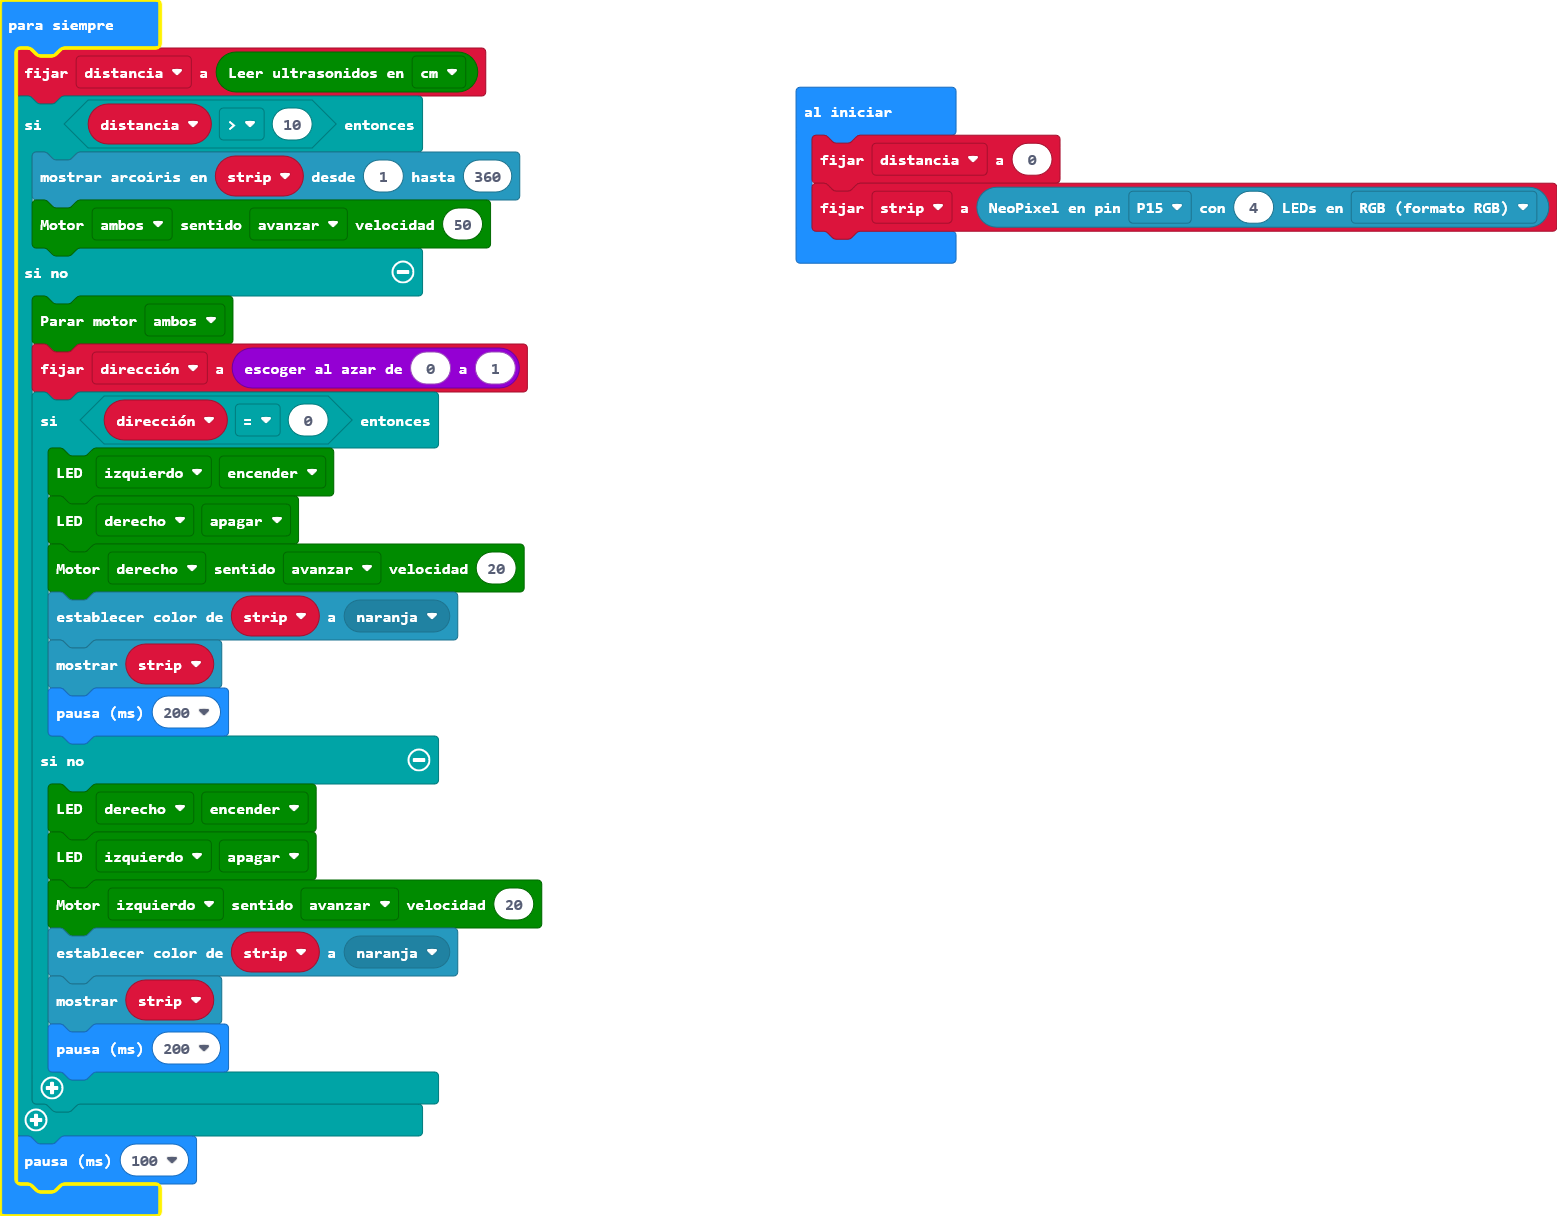 para siempre
fijar distancia a Leer ultrasonidos en cm
si distancia > 10 entonces
mostrar arcoiris en strip desde 1 hasta 360
Motor ambos sentido avanzar velocidad 50
si no
Parar motor ambos
fijar dirección a escoger al azar de 0 a 1
si dirección = 0 entonces
LED izquierdo encender
LED derecho apagar
Motor derecho sentido avanzar velocidad 20
establecer color de strip a naranja
mostrar strip
pausa (ms) 200
si no
LED derecho encender
LED izquierdo apagar
Motor izquierdo sentido avanzar velocidad 20
establecer color de strip a naranja
mostrar strip
pausa (ms) 200
pausa (ms) 100
al iniciar
fijar distancia a 0
fijar strip a NeoPixel en pin P15 con 4 LEDs en RGB (formato RGB)